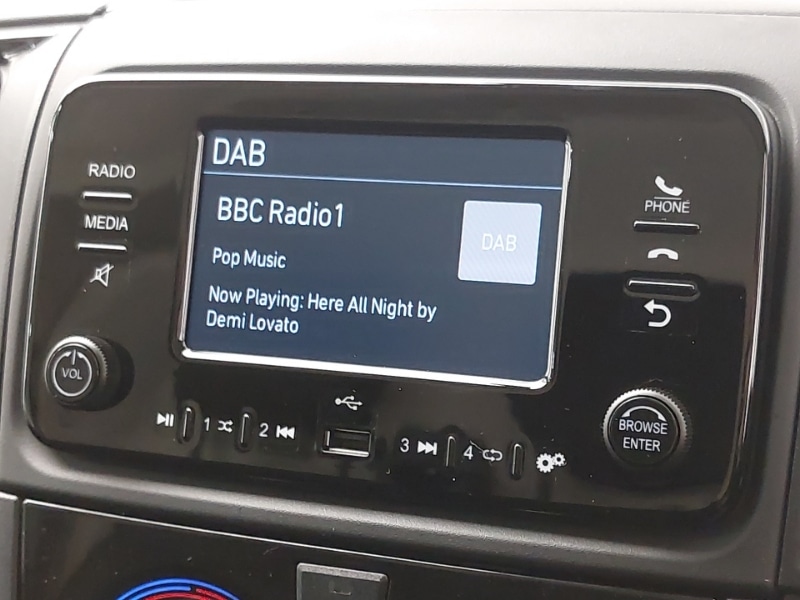 DAB
BBC Radio1
DAB
Pop Music
Now Playing: Here All Night by
Demi Lovato
RADIO
MEDIA
VOL
PHONE
BROWSE
ENTER
1
2
3
4